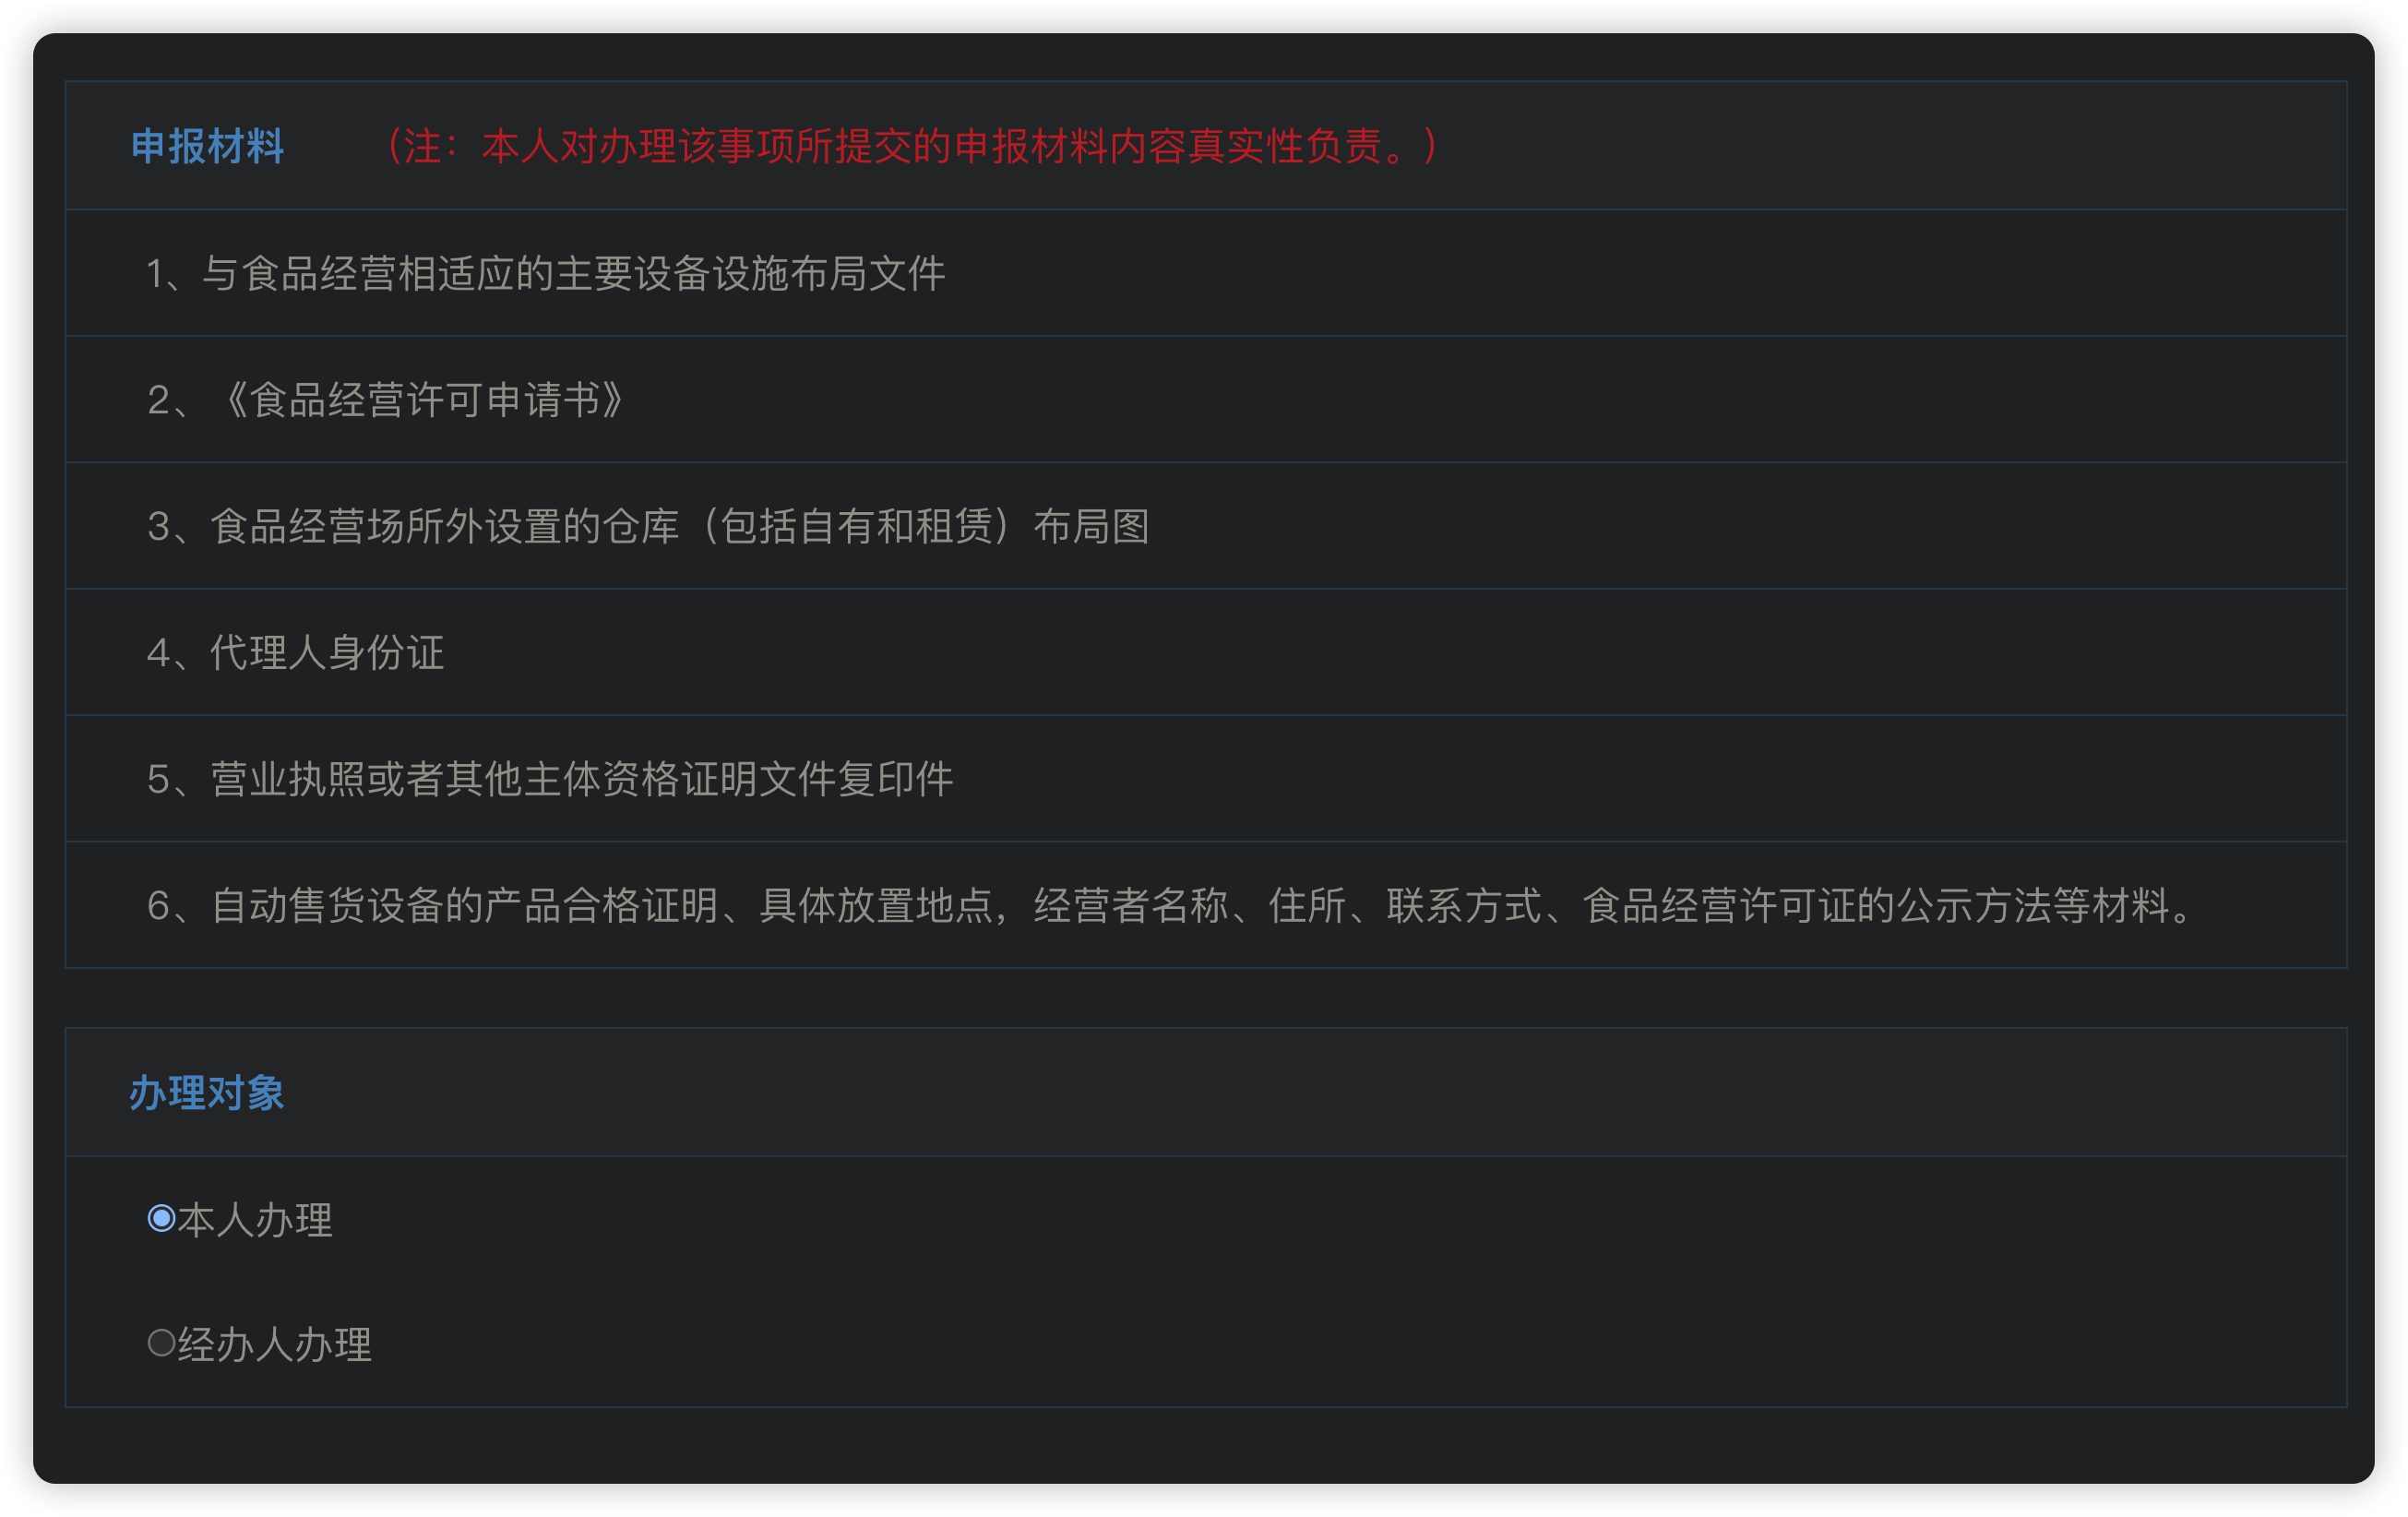 申报材料 （注：本人对办理该事项所提交的申报材料内容真实性负责。）
1、与食品经营相适应的主要设备设施布局文件
2、《食品经营许可申请书》
3、食品经营场所外设置的仓库（包括自有和租赁）布局图
4、代理人身份证
5、营业执照或者其他主体资格证明文件复印件
6、自动售货设备的产品合格证明、具体放置地点，经营者名称、住所、联系方式、食品经营许可证的公示方法等材料。
办理对象
本人办理
经办人办理